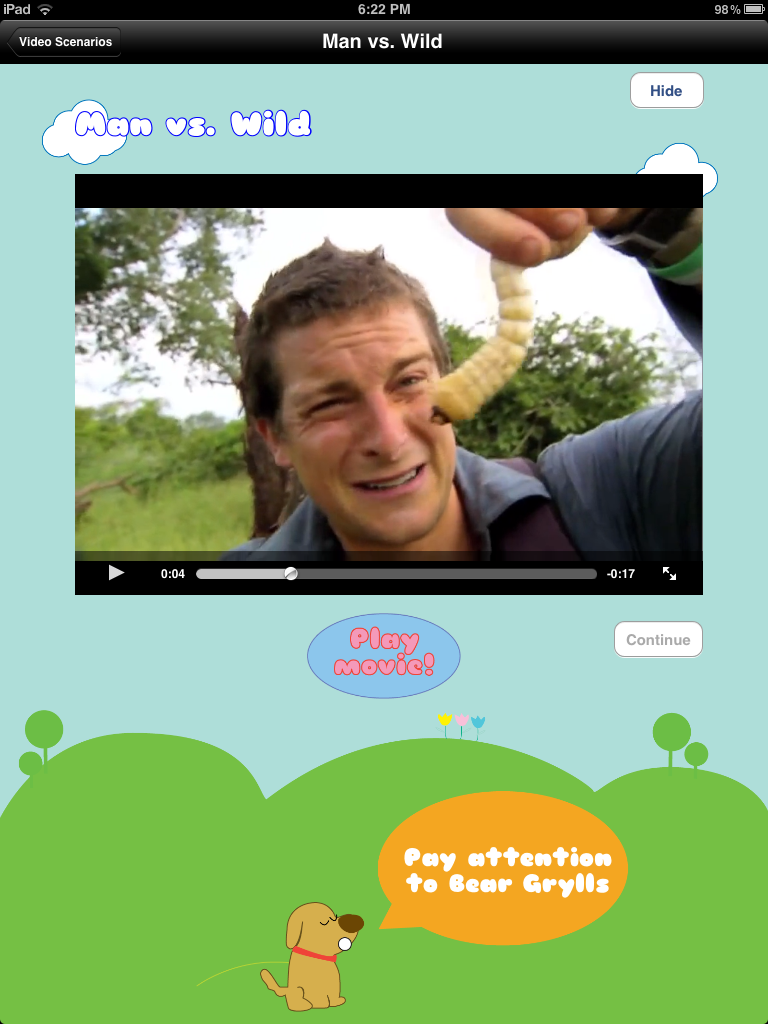 iPad 6:22 PM 98%
Video Scenarios Man vs. Wild
Hide
Man vs. Wild
0:04 -0:17
Play
movie!
Continue
Pay attention
to Bear Grylls